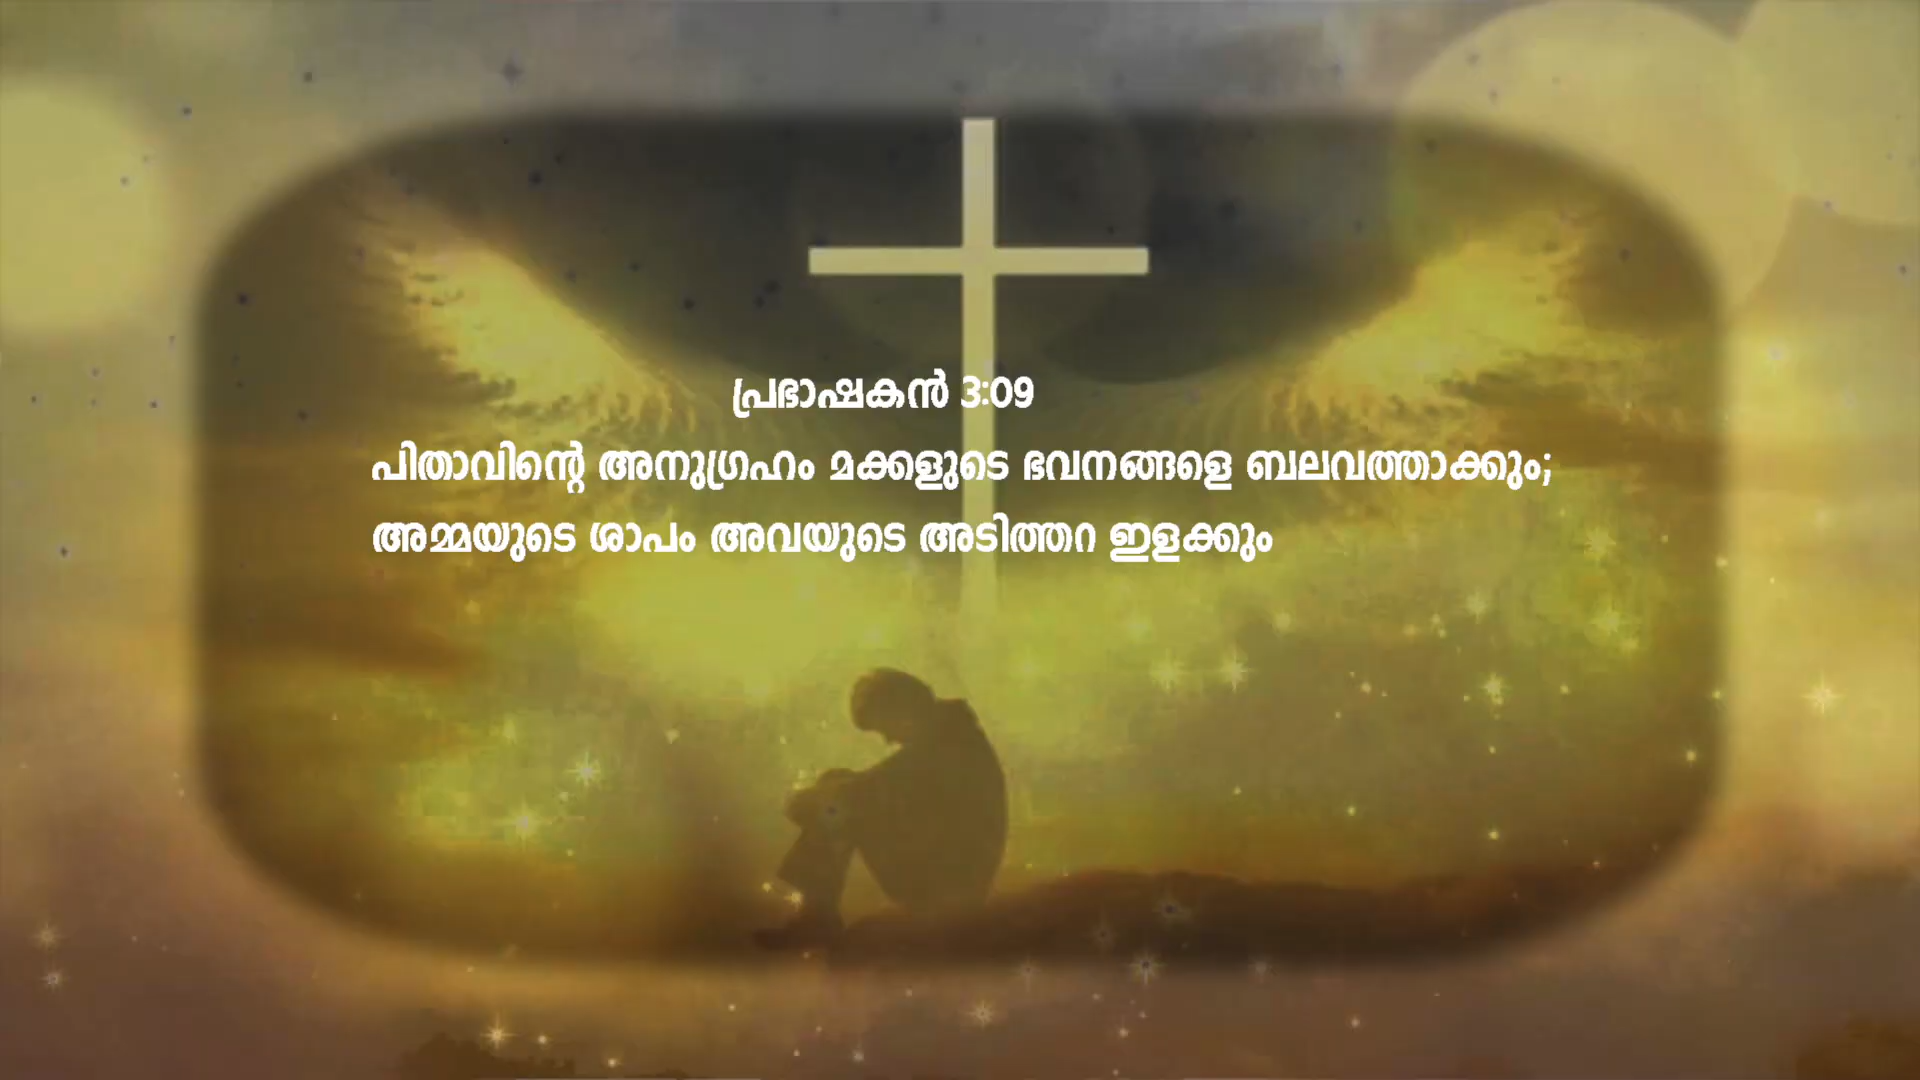 പ്രഭാഷകൻ 3:09
പിതാവിന്റെ അനുഗ്രഹം മക്കളുടെ ഭവനങ്ങളെ ബലവത്താക്കും;
അമ്മയുടെ ശാപം അവയുടെ അടിത്തറ ഇളക്കും